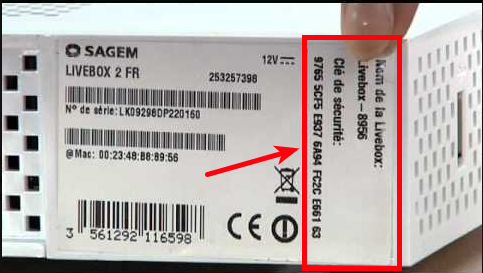 SAGEM
LIVEBOX 2 FR
12V
253257398
N° de série: LK09298DP220160
@Mac: 00:23:48:B8:89:56
3 561292 116598
CE
Nom de la Livebox:
Livebox-8956
Clé de sécurité:
9765 5CF5 E937 6A94 FC2C E661 63